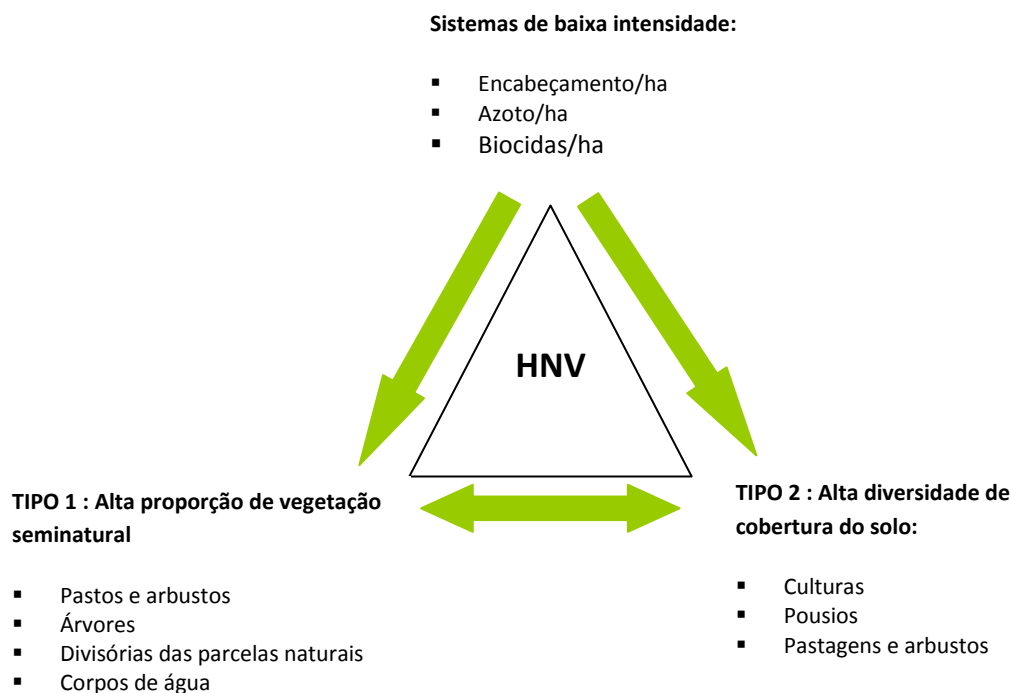 Sistemas de baixa intensidade:
▪ Encabeçamento/ha
▪ Azoto/ha
▪ Biocidas/ha
HNV
TIPO 1 : Alta proporção de vegetação
seminatural
▪ Pastos e arbustos
▪ Árvores
▪ Divisórias das parcelas naturais
▪ Corpos de água
TIPO 2 : Alta diversidade de
cobertura do solo:
▪ Culturas
▪ Pousios
▪ Pastagens e arbustos